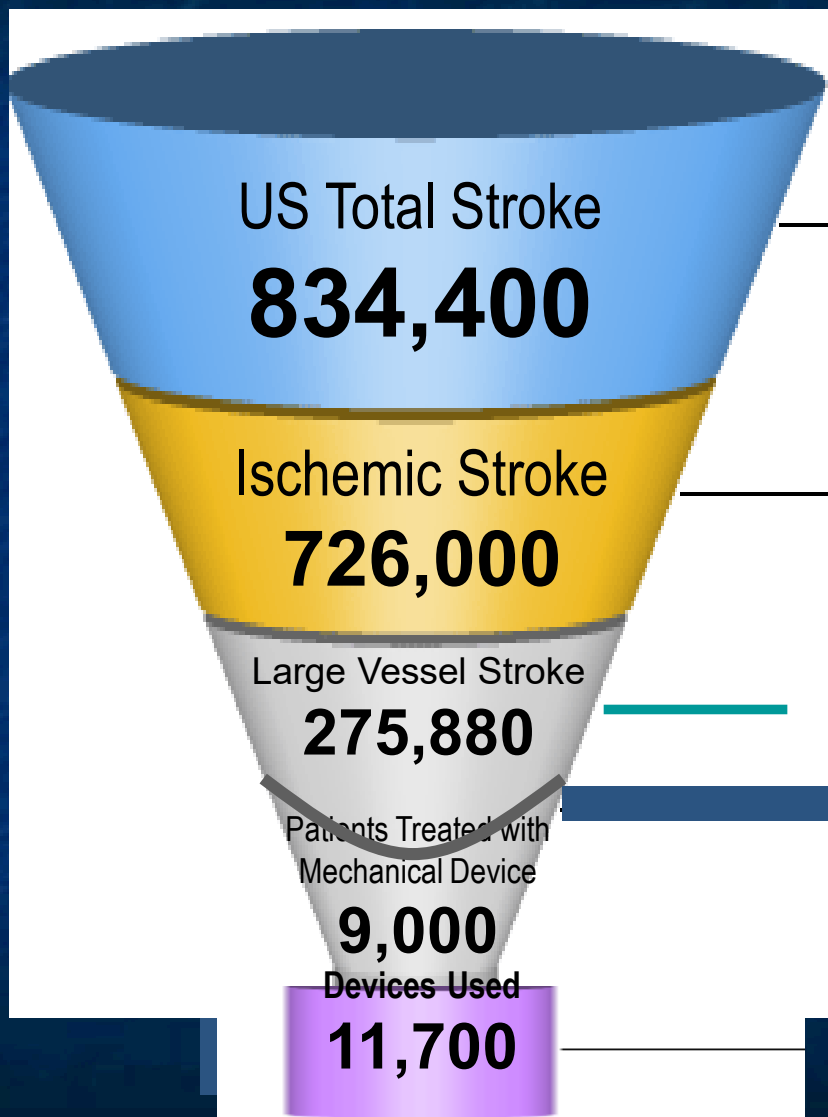 US Total Stroke
834,400
Ischemic Stroke
726,000
Large Vessel Stroke
275,880
Patients Treated with
Mechanical Device
9,000
Devices Used
11,700